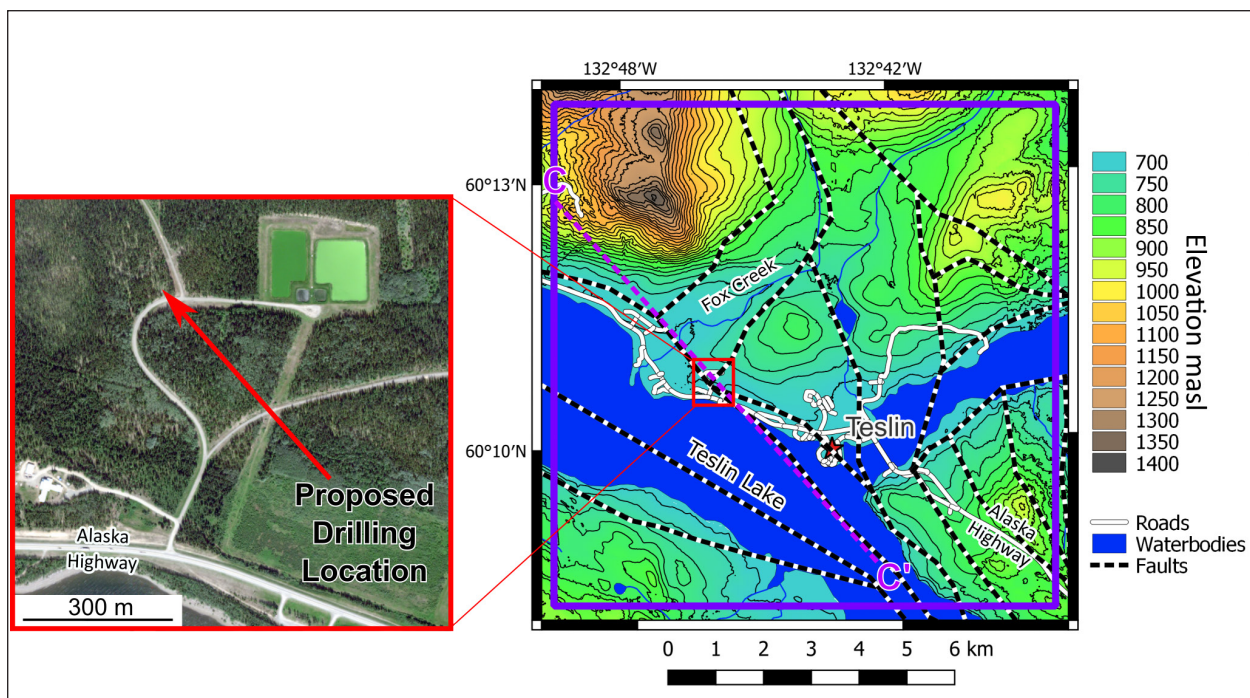 132°48'W
132°42'W
60°13'N
60°10'N
C
Fox Creek
Teslin
Teslin Lake
Alaska
Highway
C'
0 1 2 3 4 5 6 km
Proposed
Drilling
Location
Alaska
Highway
300 m
700
750
800
850
900
950
1000
1050
1100
1150
1200
1250
1300
1350
1400
Elevation masl
Roads
Waterbodies
Faults